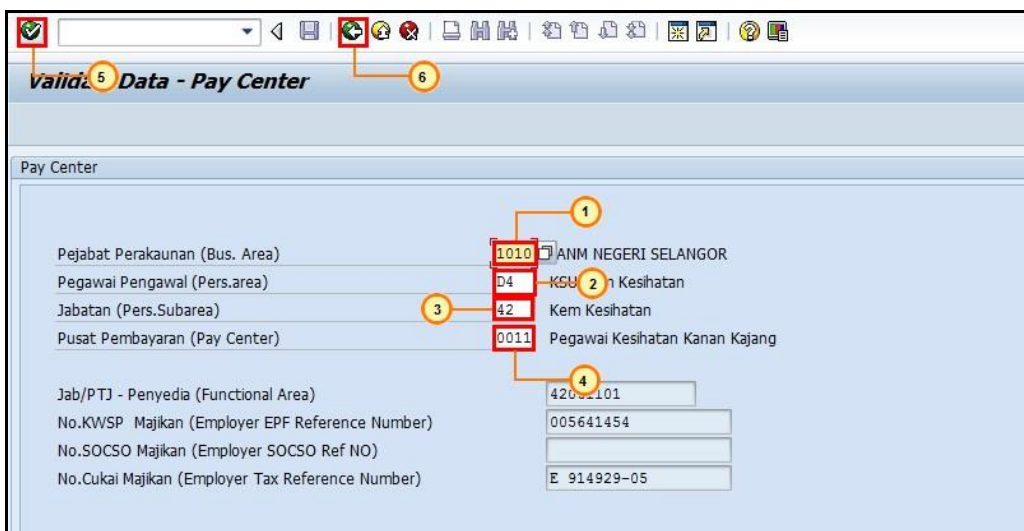 Data - Pay Center
5
6
Pay Center
1
Pejabat Perakaunan (Bus. Area) 1010 ANM NEGERI SELANGOR
Pegawai Pengawal (Pers.area) D4 2 Kesihatan
Jabatan (Pers.Subarea) 3 42 Kem Kesihatan
Pusat Pembayaran (Pay Center) 0011 Pegawai Kesihatan Kanan Kajang
4
Jab/PTJ - Penyedia (Functional Area)
No.KWSP Majikan (Employer EPF Reference Number) 005641454
No.SOCSO Majikan (Employer SOCSO Ref NO)
No.Cukai Majikan (Employer Tax Reference Number) E 914929-05